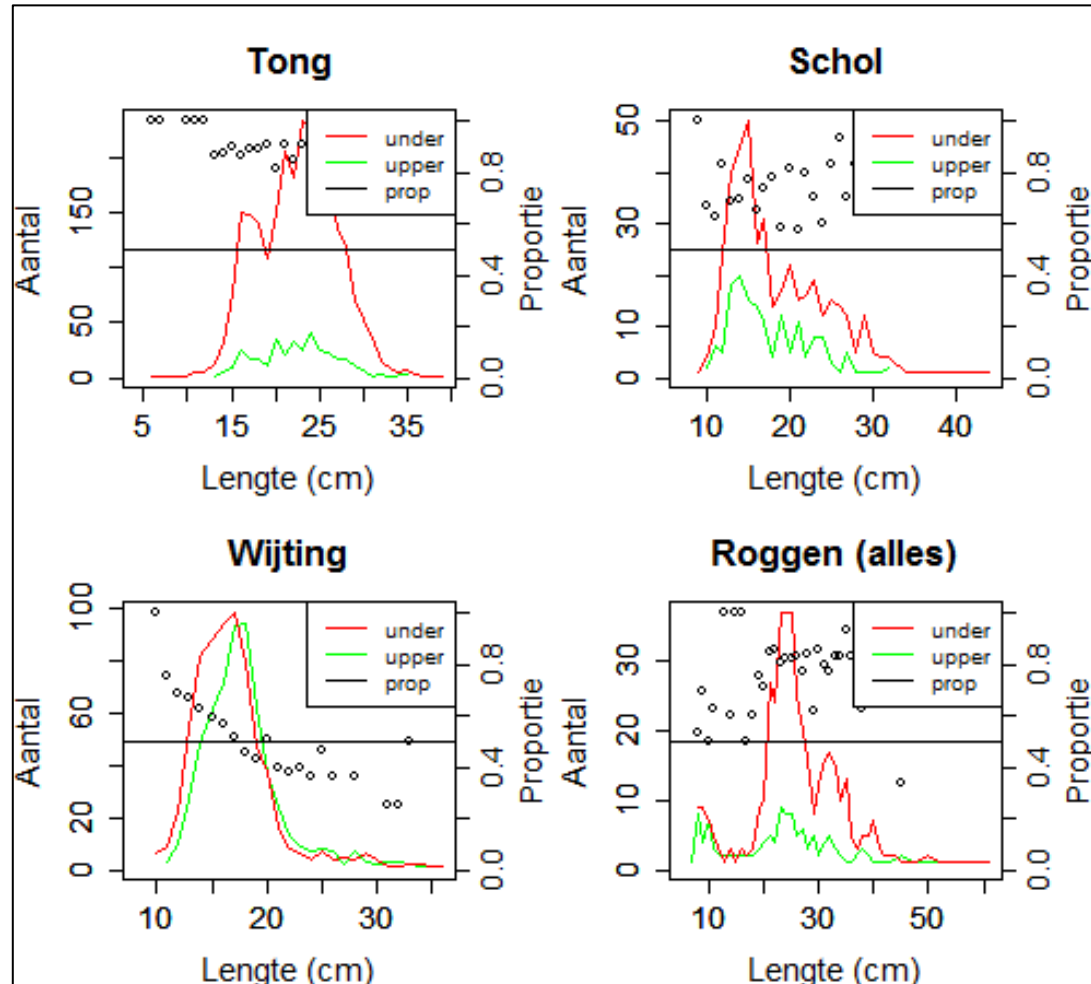 Tong
Aantal
50
150
0.0
0.4
0.8
Proportie
5
15
25
35
Lengte (cm)
under
upper
prop
Schol
Aantal
0
10
30
50
0.0
0.4
0.8
Proportie
10
20
30
40
Lengte (cm)
under
upper
prop
Wijting
Aantal
0
20
60
100
0.0
0.4
0.8
Proportie
10
20
30
Lengte (cm)
under
upper
prop
Roggen (alles)
Aantal
0
10
20
30
0.0
0.4
0.8
Proportie
10
30
50
Lengte (cm)
under
upper
prop